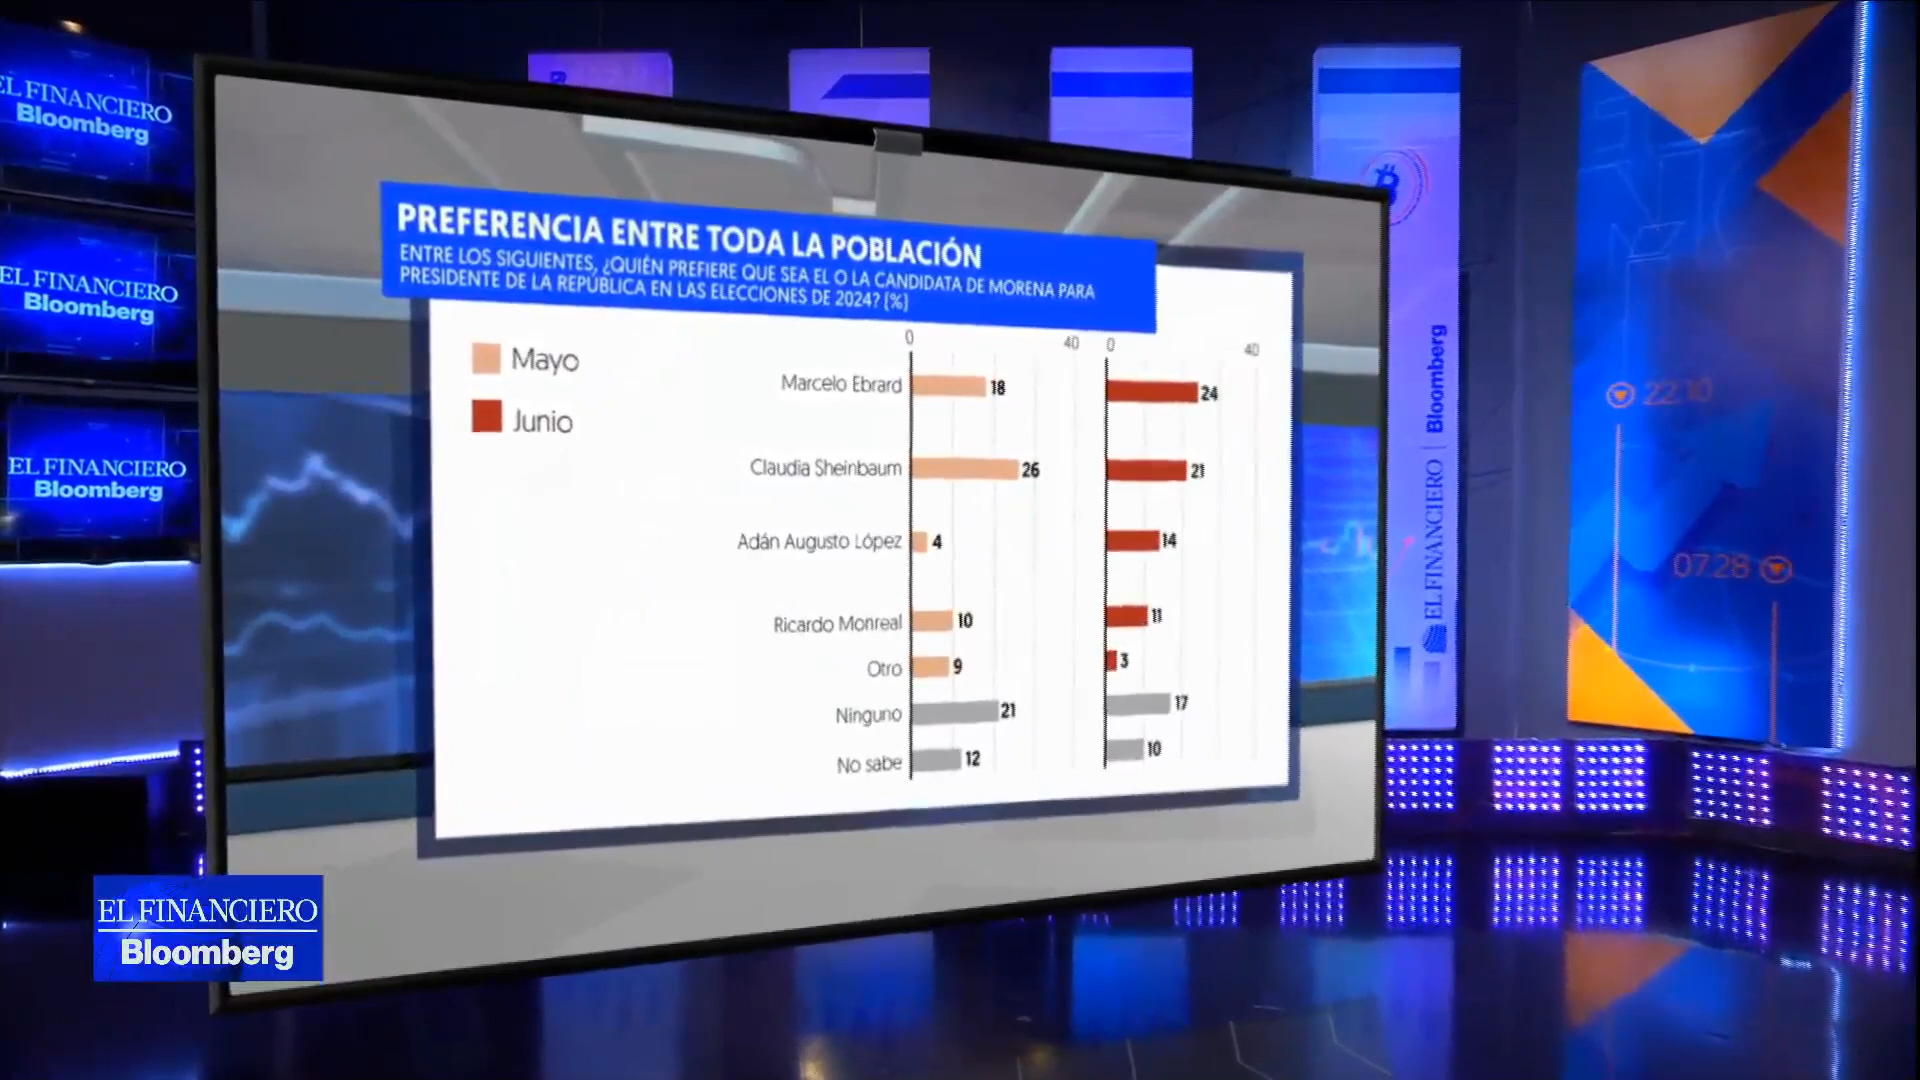 EL FINANCIERO
Bloomberg
EL FINANCIERO
Bloomberg
EL FINANCIERO
Bloomberg
PREFERENCIA ENTRE TODA LA POBLACIÓN
ENTRE LOS SIGUIENTES, ¿QUIÉN PREFIERE QUE SEA EL O LA CANDIDATA DE MORENA PARA
PRESIDENTE DE LA REPÚBLICA EN LAS ELECCIONES DE 2024? (%)
Mayo
Junio
0 40 0 40
Marcelo Ebrard 18 24
Claudia Sheinbaum 26 21
Adán Augusto López 4 14
Ricardo Monreal 10 11
Otro 9 3
Ninguno 21 17
No sabe 12 10
EL FINANCIERO | Bloomberg
22.10
07.28
EL FINANCIERO
Bloomberg